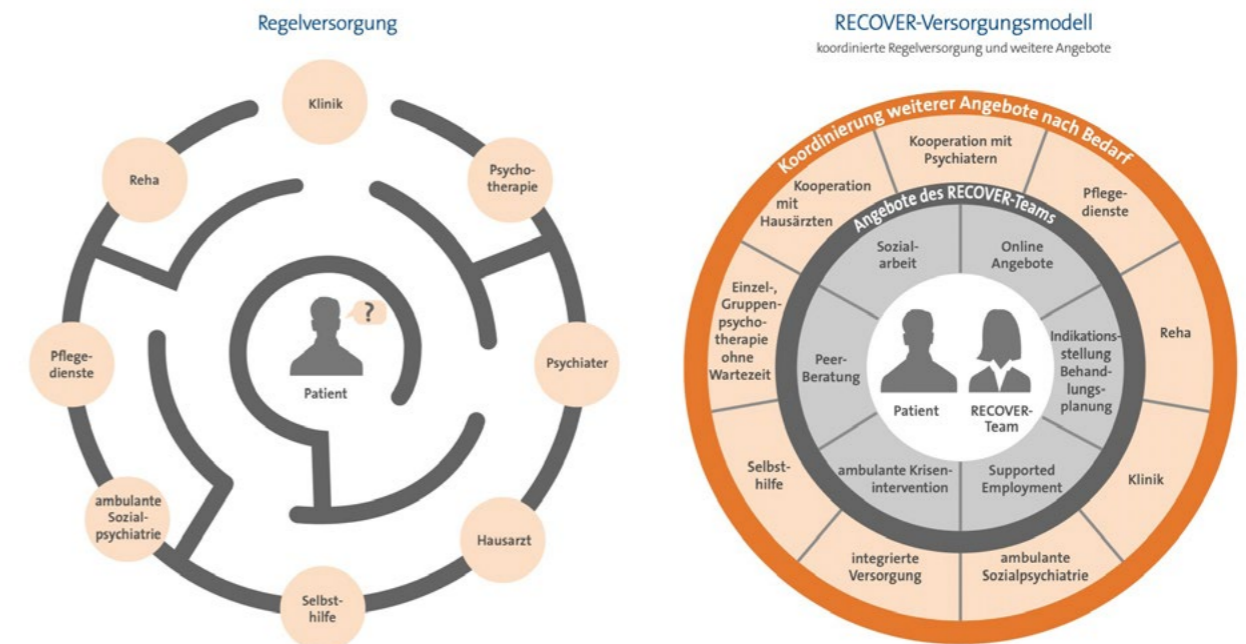 Regelversorgung
Klinik
Reha
Psycho-
therapie
?
Patient
Pflege-
dienste
Psychiater
ambulante
Sozial-
psychiatrie
Hausarzt
Selbst-
hilfe
RECOVER-Versorgungsmodell
koordinierte Regelversorgung und weitere Angebote
Koordinierung weiterer Angebote nach Bedarf
Kooperation mit
Psychiatern
Kooperation
mit
Hausärzten
Pflege-
dienste
Angebote des RECOVER-Teams
Sozial-
arbeit
Online
Angebote
Einzel-,
Gruppen-
psycho-
therapie
ohne
Wartezeit
Peer-
Beratung
Indikations-
stellung
Behand-
lungs-
planung
Reha
Patient
RECOVER-
Team
Selbst-
hilfe
ambulante Krisen-
intervention
Supported
Employment
Klinik
integrierte
Versorgung
ambulante
Sozialpsychiatrie